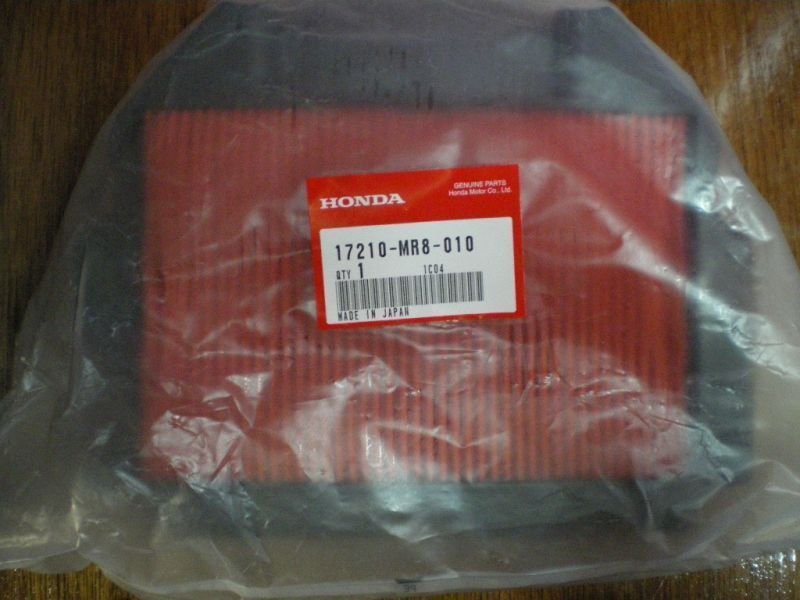 HONDA
GENUINE PARTS
Honda Motor Co., Ltd.
17210-MR8-010
QTY 1 1C04
MADE IN JAPAN